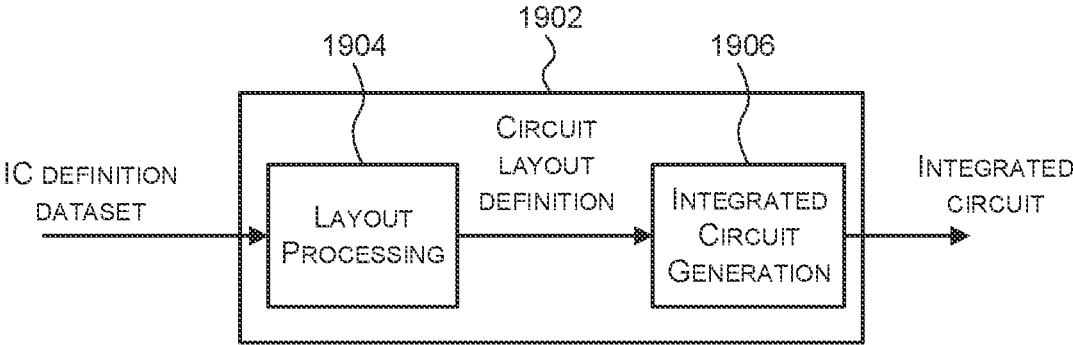 1902
1904
1906
CIRCUIT
LAYOUT
DEFINITION
IC DEFINITION
DATASET
LAYOUT
PROCESSING
INTEGRATED
CIRCUIT
GENERATION
INTEGRATED
CIRCUIT